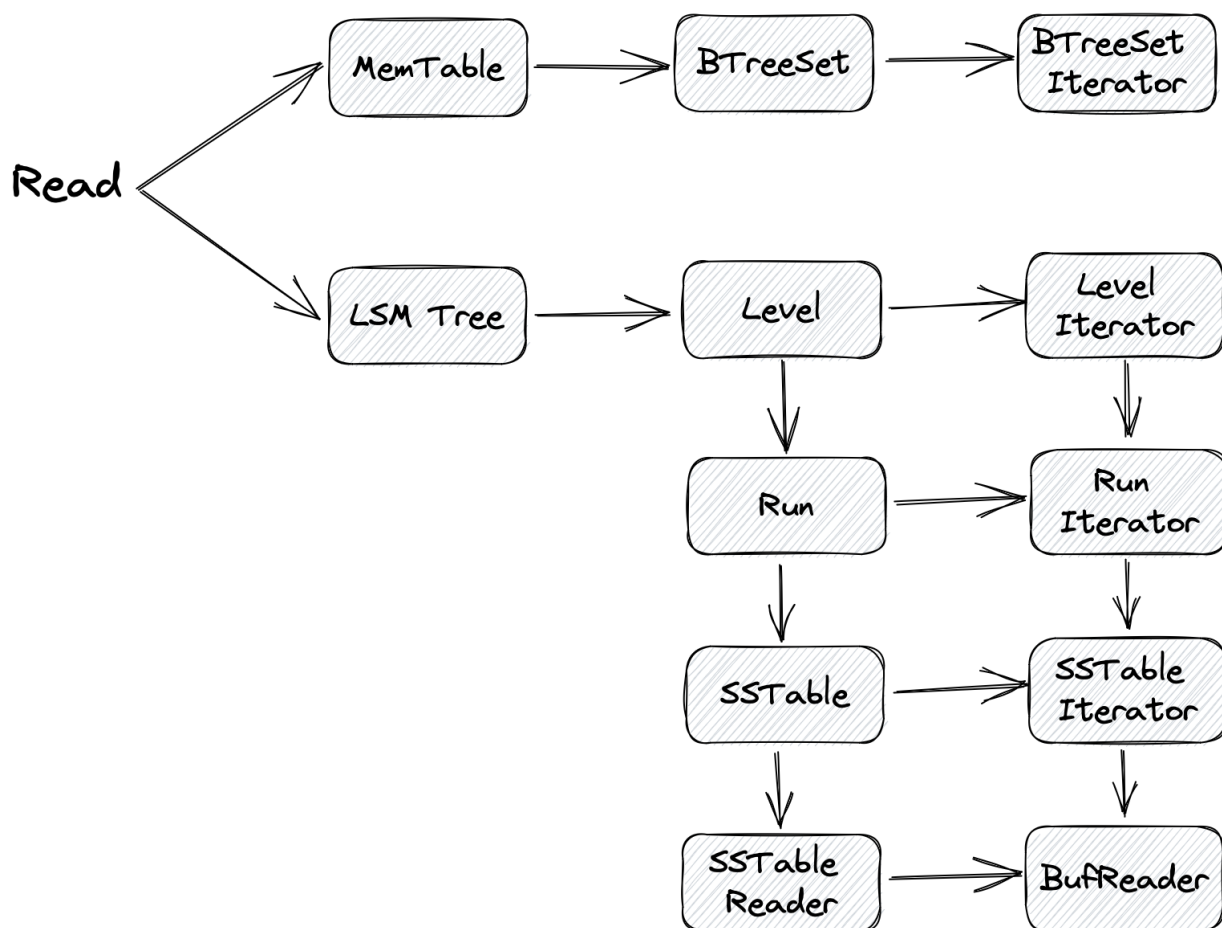 MemTable
BTreeSet
BTreeSet
Iterator
Read
LSM Tree
Level
Level
Iterator
Run
Run
Iterator
SSTable
SSTable
Iterator
SSTable
Reader
BufReader